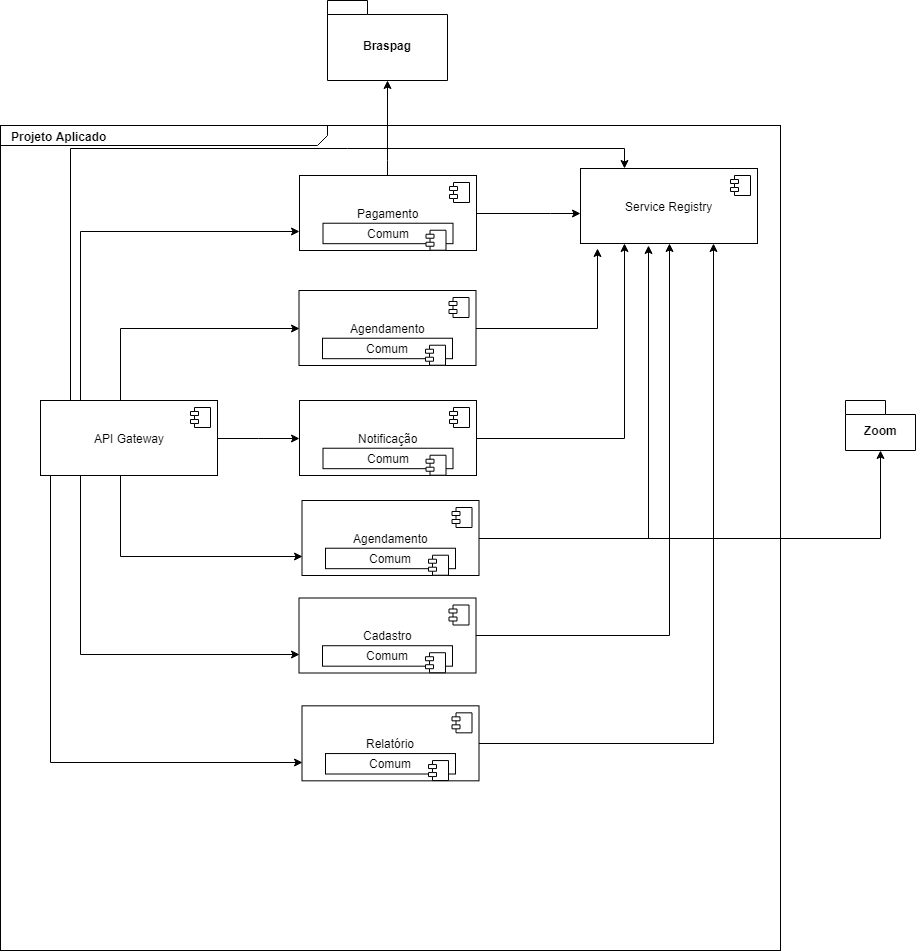 Braspag
Projeto Aplicado
Pagamento
Comum
Service Registry
Agendamento
Comum
API Gateway
Notificação
Comum
Zoom
Agendamento
Comum
Cadastro
Comum
Relatório
Comum